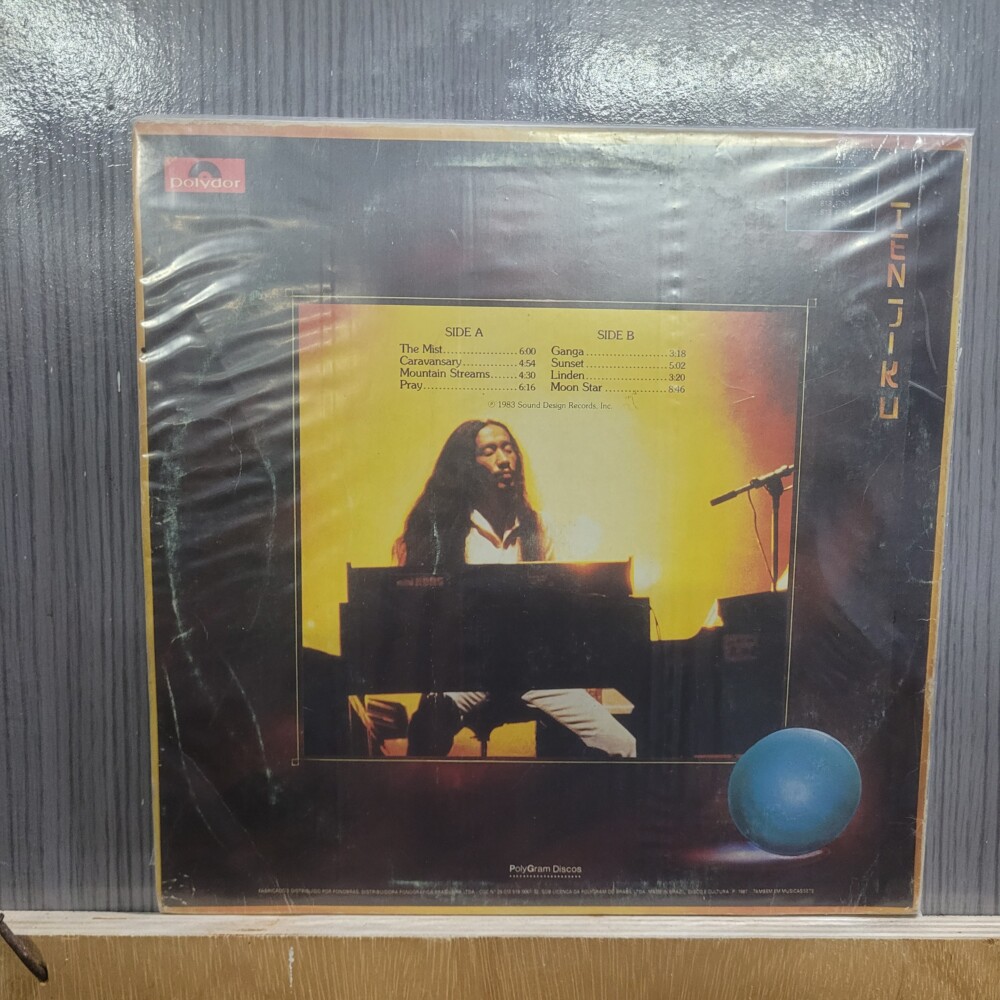 polydor
TENJIKU
SIDE A
The Mist......................6:00
Caravansary.................4:54
Mountain Streams........4:30
Pray............................6:16
SIDE B
Ganga........................3:18
Sunset........................5:02
Linden........................3:20
Moon Star...................8:46
℗ 1983 Sound Design Records, Inc.
KORG
PolyGram Discos